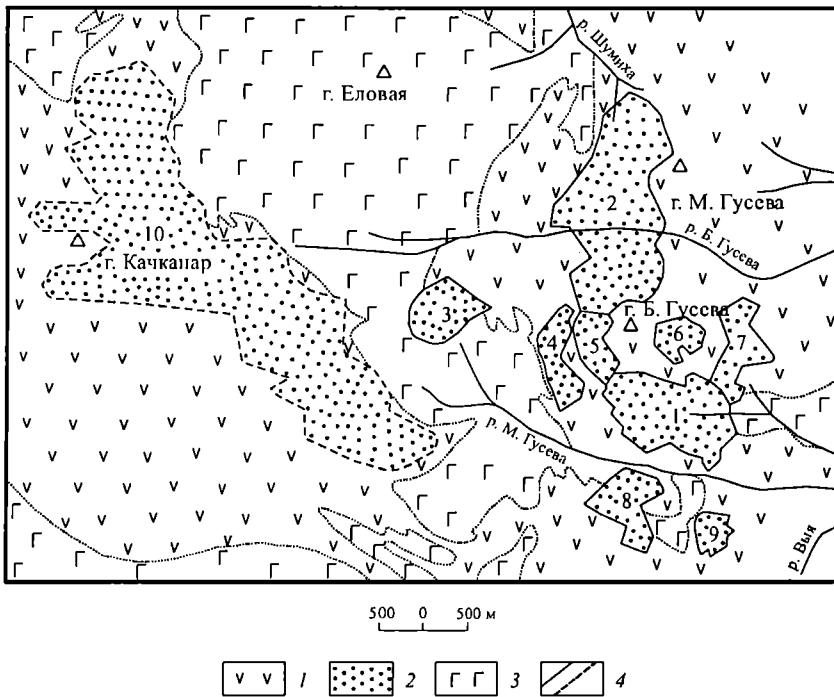 р. Шумиха
г. Еловая
2
г. М. Гусева
10
р. Б. Гусева
г. Качканар
3
г. Б. Гусева
4
5
6
7
1
р. М. Гусева
8
9
р. Выя
500 0 500 м
1 2 3 4